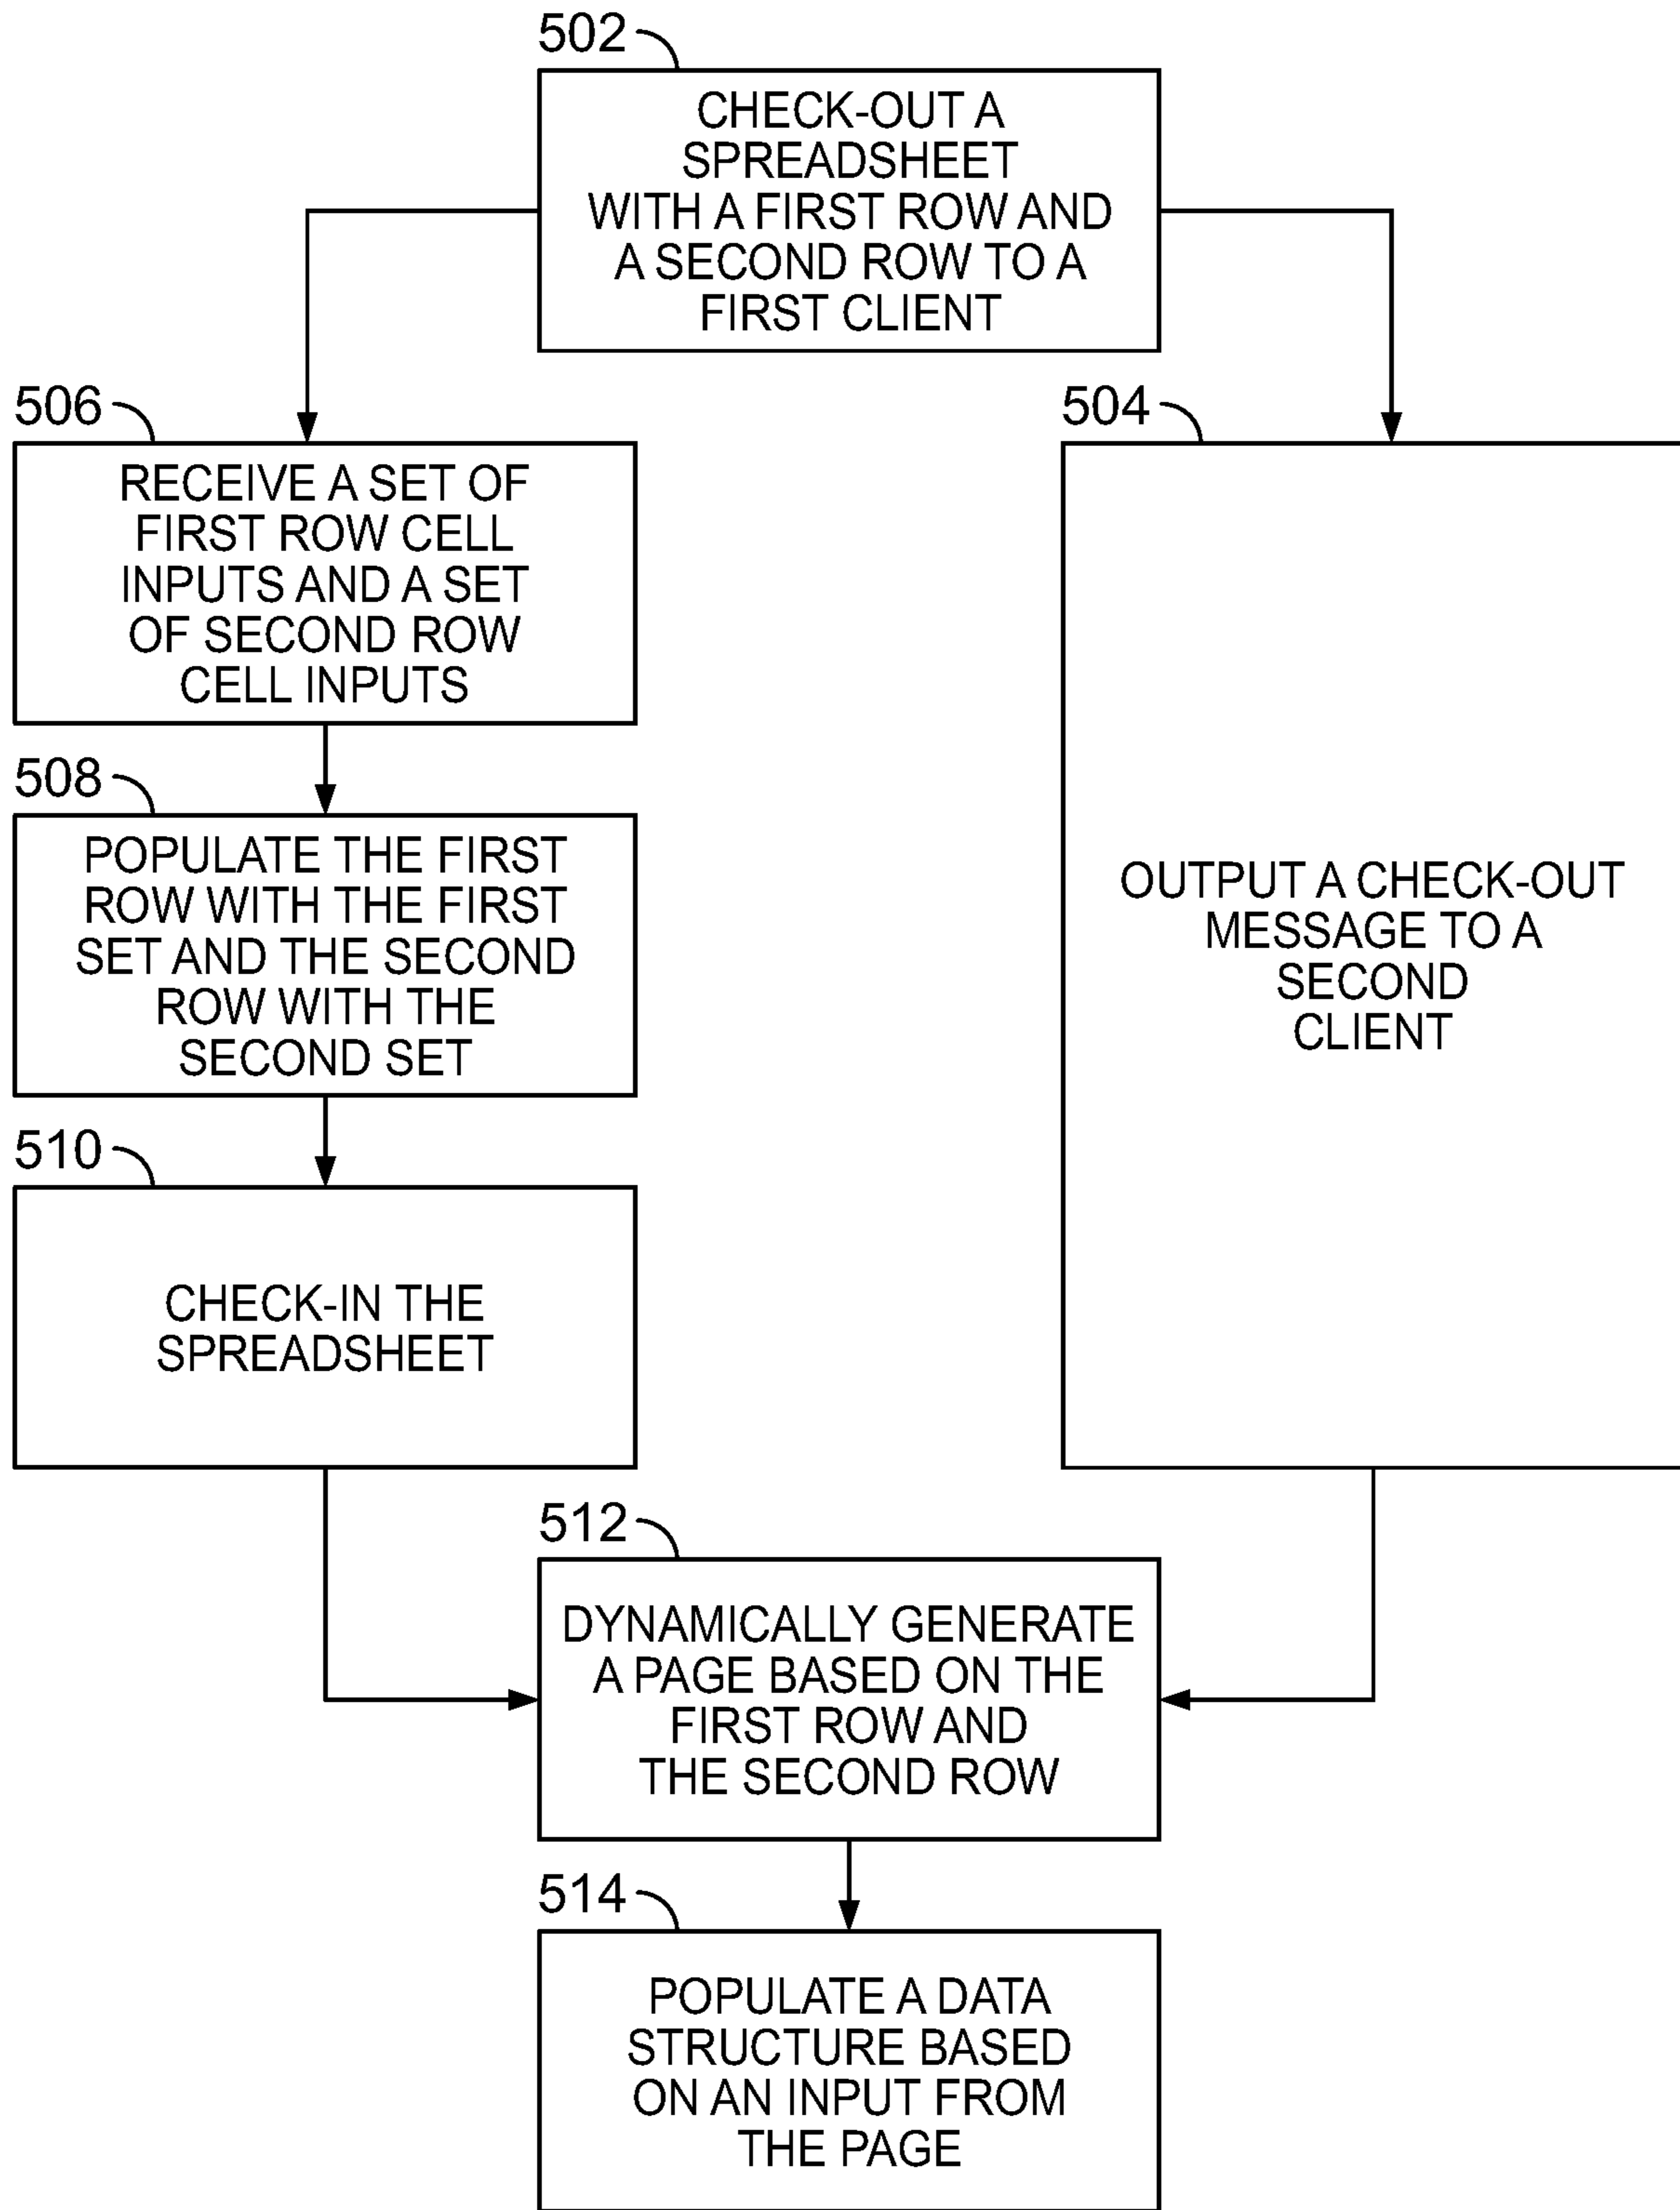 502
CHECK-OUT A
SPREADSHEET
WITH A FIRST ROW AND
A SECOND ROW TO A
FIRST CLIENT
506
RECEIVE A SET OF
FIRST ROW CELL
INPUTS AND A SET
OF SECOND ROW
CELL INPUTS
504
OUTPUT A CHECK-OUT
MESSAGE TO A
SECOND
CLIENT
508
POPULATE THE FIRST
ROW WITH THE FIRST
SET AND THE SECOND
ROW WITH THE
SECOND SET
510
CHECK-IN THE
SPREADSHEET
512
DYNAMICALLY GENERATE
A PAGE BASED ON THE
FIRST ROW AND
THE SECOND ROW
514
POPULATE A DATA
STRUCTURE BASED
ON AN INPUT FROM
THE PAGE